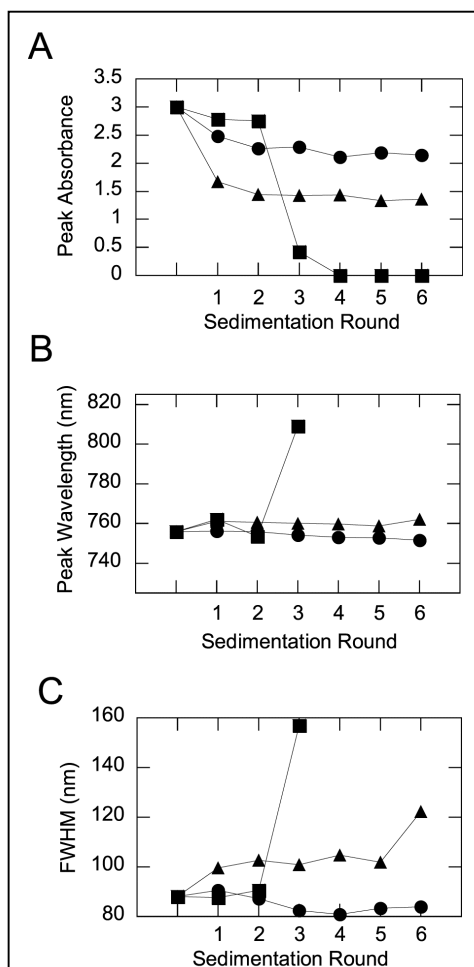 A
3.5
3
2.5
2
1.5
1
0.5
0
Peak Absorbance
1 2 3 4 5 6
Sedimentation Round
B
820
800
780
760
740
Peak Wavelength (nm)
1 2 3 4 5 6
Sedimentation Round
C
160
140
120
100
80
FWHM (nm)
1 2 3 4 5 6
Sedimentation Round